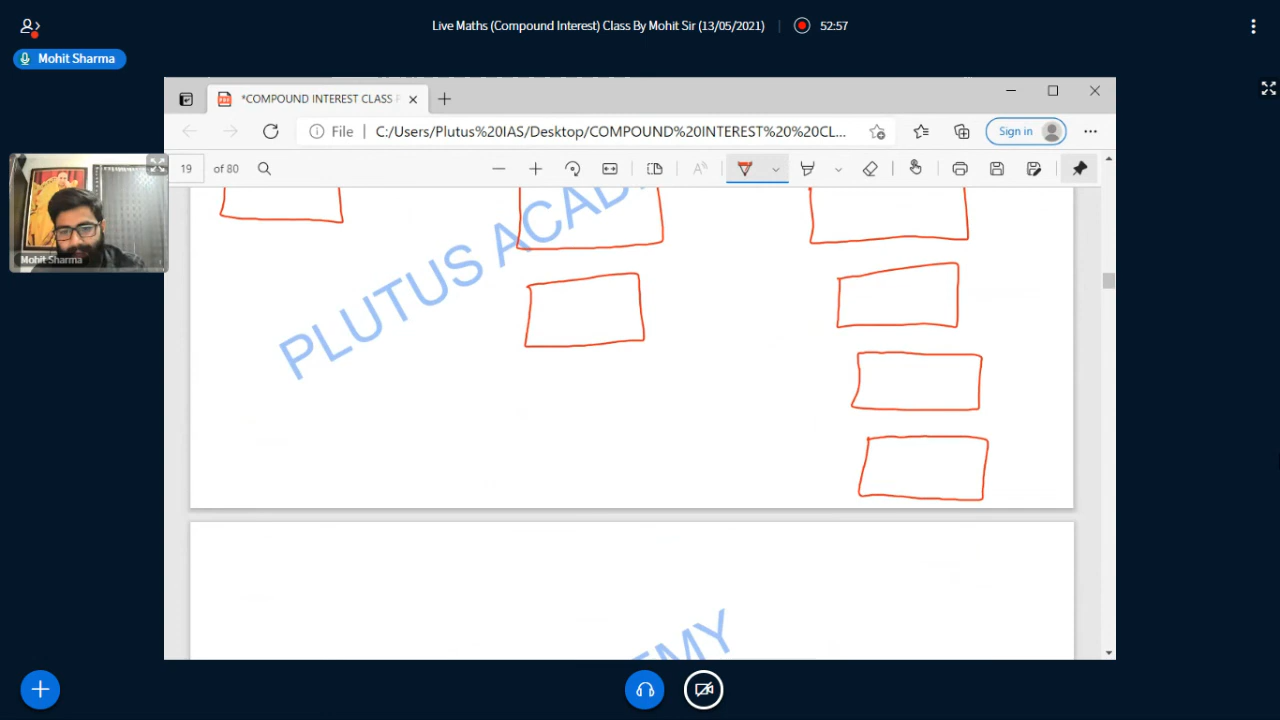 Live Maths (Compound Interest) Class By Mohit Sir (13/05/2021)
52:57
Mohit Sharma
*COMPOUND INTEREST CLASS
File
C:/Users/Plutus%20IAS/Desktop/COMPOUND%20INTEREST%20%20CL...
Sign in
19
of 80
Mohit Sharma
PLUTUS ACAD
EMY